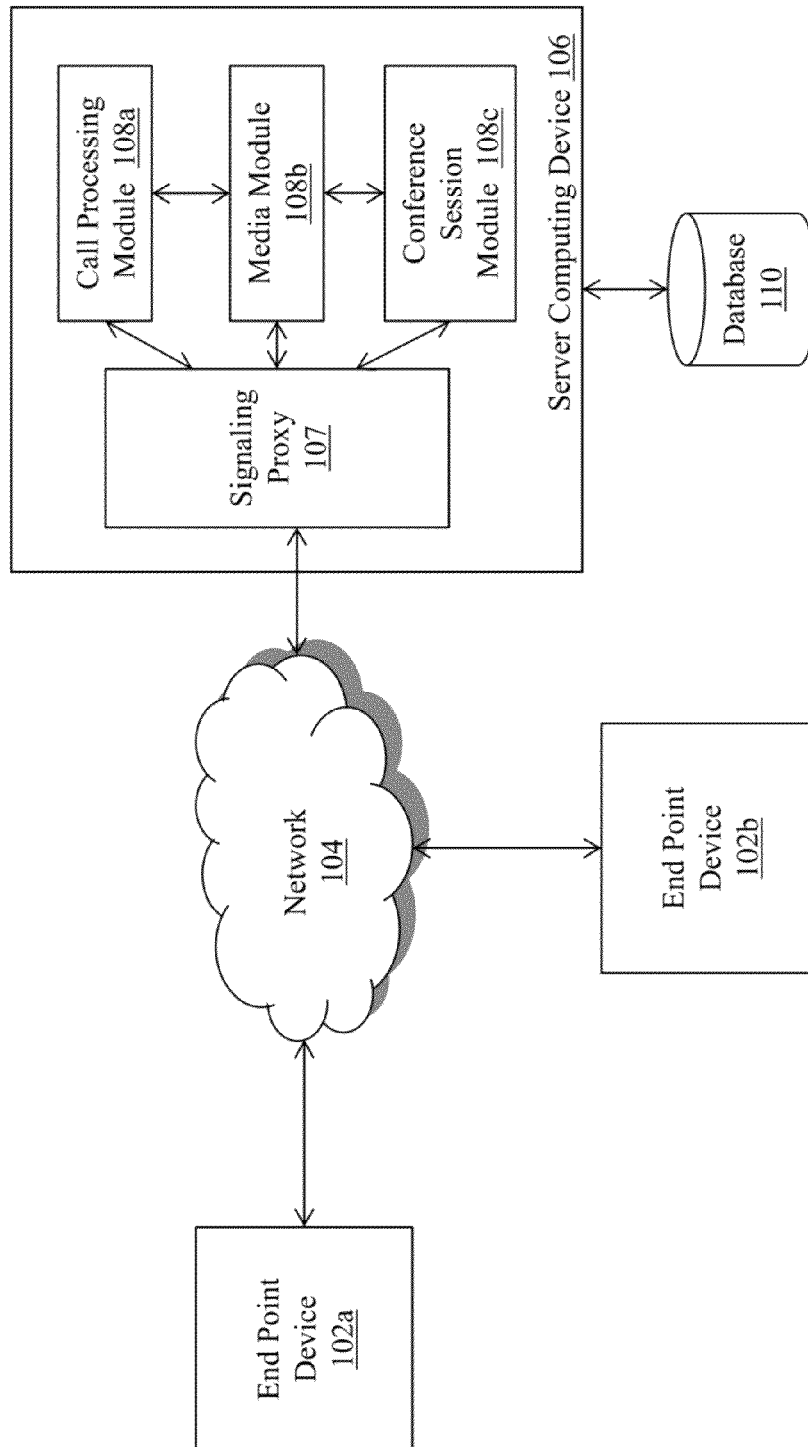 End Point
Device
102a
Network
104
End Point
Device
102b
Signaling
Proxy
107
Call Processing
Module 108a
Media Module
108b
Conference
Session
Module 108c
Server Computing Device 106
Database
110